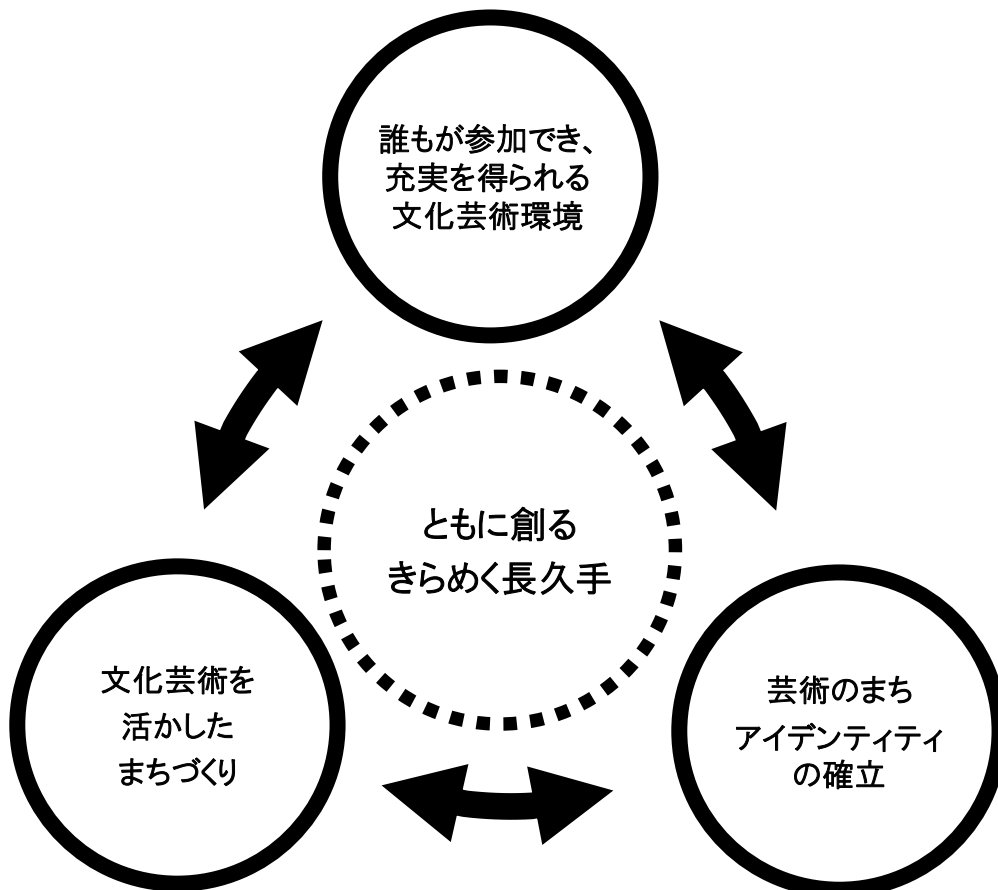 誰もが参加でき、
充実を得られる
文化芸術環境
ともに創る
きらめく長久手
文化芸術を
活かした
まちづくり
芸術のまち
アイデンティティ
の確立